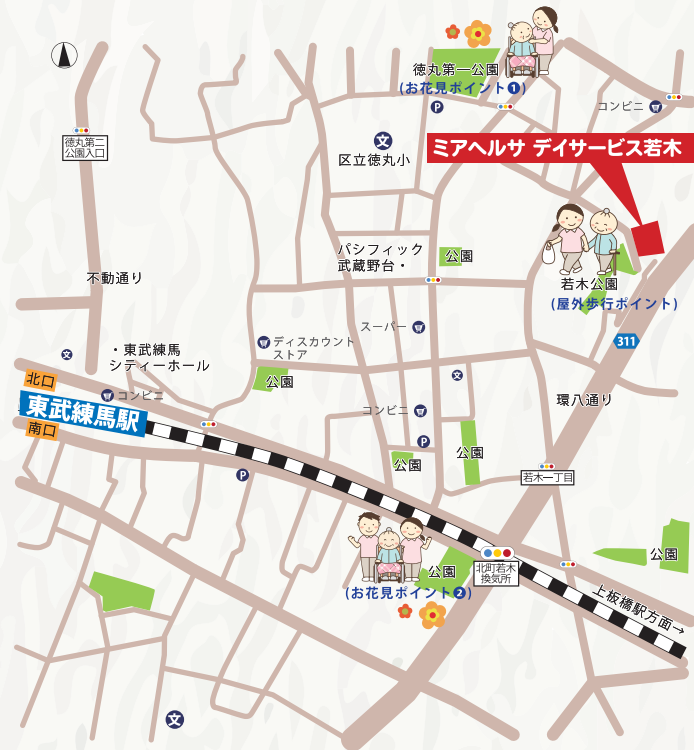 徳丸第一公園
(お花見ポイント❶)
P
コンビニ
徳丸第二
公園入口
文
区立徳丸小
ミアヘルサ デイサービス若木
パシフィック
武蔵野台・
公園
不動通り
若木公園
(屋外歩行ポイント)
スーパー
311
ディスカウント
ストア
文
・東武練馬
シティーホール
公園
文
北口
コンビニ
東武練馬駅
南口
コンビニ
環八通り
P
公園
公園
P
若木一丁目
公園
北町若木
換気所
公園
(お花見ポイント❷)
上板橋駅方面→
文